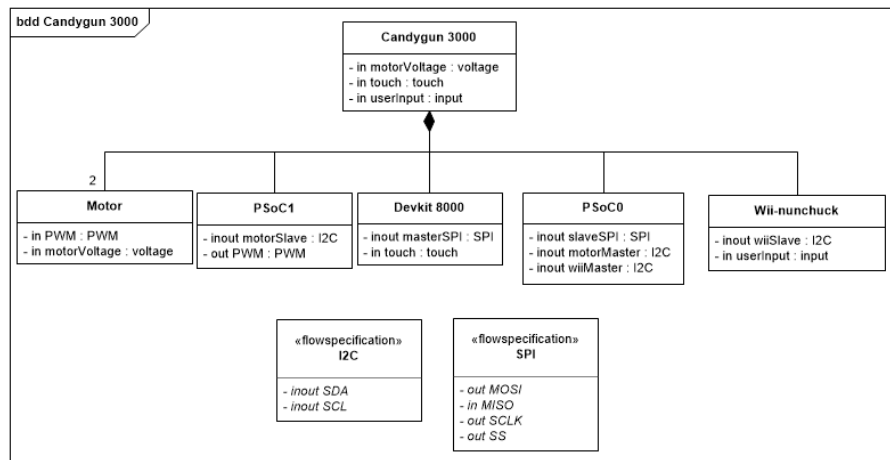 bdd Candygun 3000
Candygun 3000
- in motorVoltage : voltage
- in touch : touch
- in userInput : input
2
Motor
- in PWM : PWM
- in motorVoltage : voltage
PSoC1
- inout motorSlave : I2C
- out PWM : PWM
Devkit 8000
- inout masterSPI : SPI
- in touch : touch
PSoC0
- inout slaveSPI : SPI
- inout motorMaster : I2C
- inout wiiMaster : I2C
Wii-nunchuck
- inout wiiSlave : I2C
- in userInput : input
«flowspecification»
I2C
- inout SDA
- inout SCL
«flowspecification»
SPI
- out MOSI
- in MISO
- out SCLK
- out SS